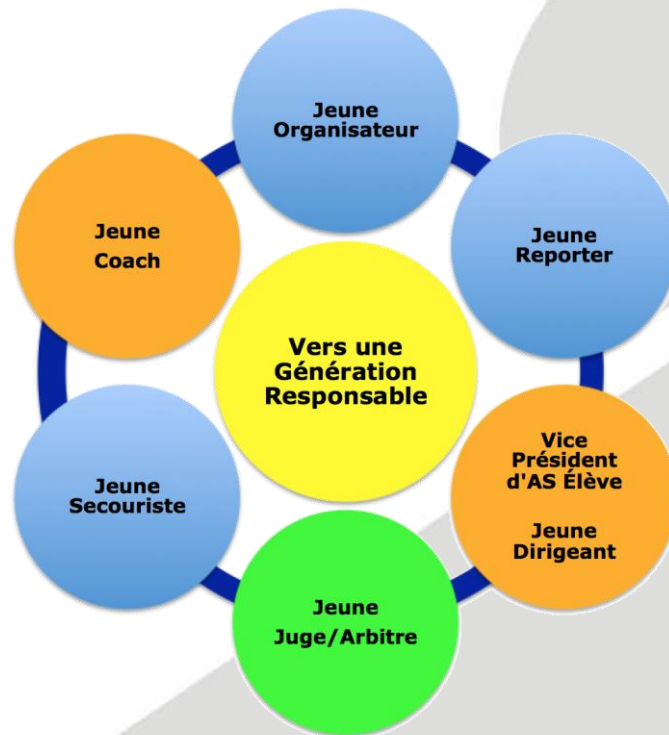 Jeune
Organisateur
Jeune
Reporter
Jeune
Coach
Vers une
Génération
Responsable
Vice
Président
d'AS Élève
Jeune
Dirigeant
Jeune
Secouriste
Jeune
Juge/Arbitre